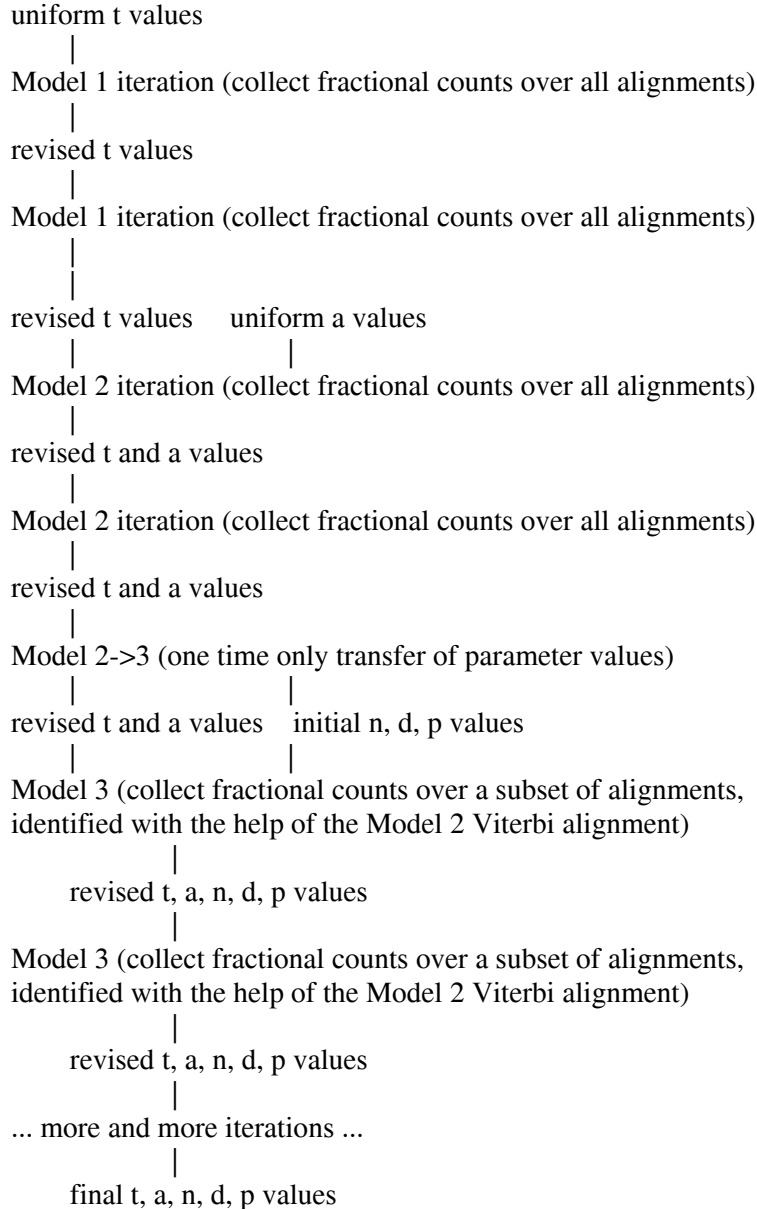 uniform t values
Model 1 iteration (collect fractional counts over all alignments)
revised t values
Model 1 iteration (collect fractional counts over all alignments)
revised t values uniform a values
Model 2 iteration (collect fractional counts over all alignments)
revised t and a values
Model 2 iteration (collect fractional counts over all alignments)
revised t and a values
Model 2->3 (one time only transfer of parameter values)
revised t and a values initial n, d, p values
Model 3 (collect fractional counts over a subset of alignments,
identified with the help of the Model 2 Viterbi alignment)
revised t, a, n, d, p values
Model 3 (collect fractional counts over a subset of alignments,
identified with the help of the Model 2 Viterbi alignment)
revised t, a, n, d, p values
... more and more iterations ...
final t, a, n, d, p values